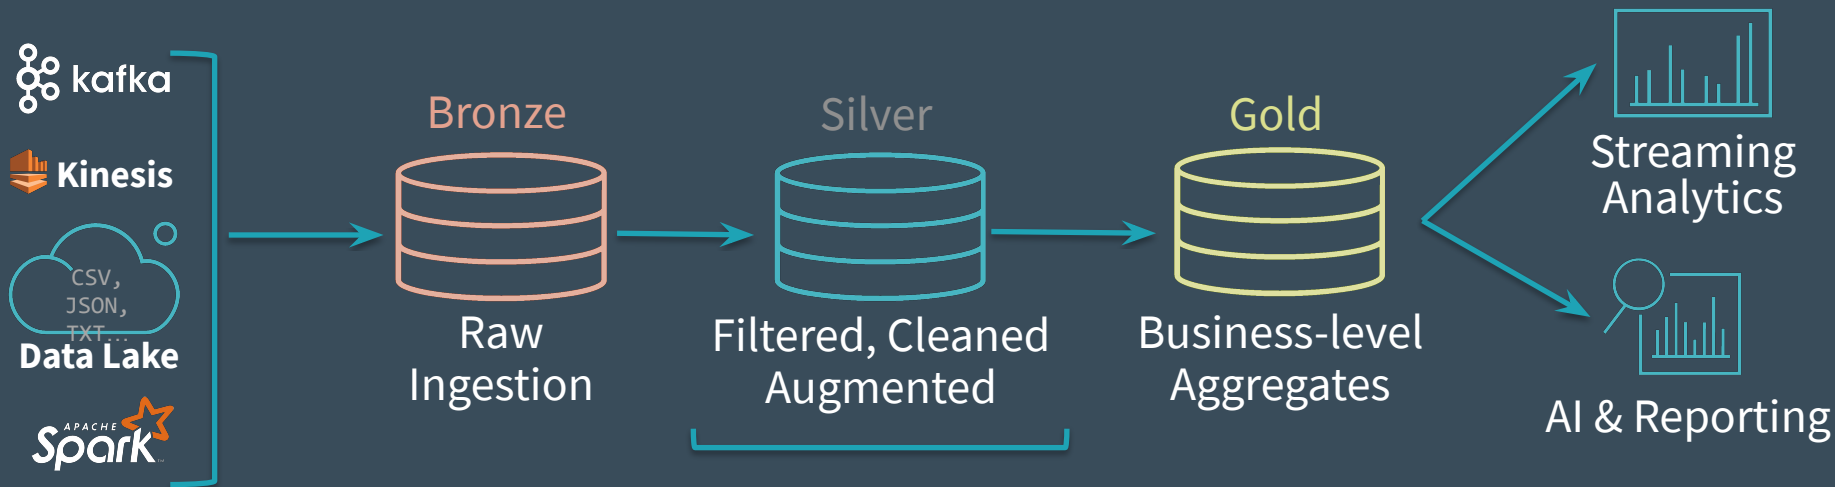 kafka
Kinesis
CSV,
JSON,
TXT...
Data Lake
APACHE
Spark
Bronze
Raw
Ingestion
Silver
Filtered, Cleaned
Augmented
Gold
Business-level
Aggregates
Streaming
Analytics
AI & Reporting